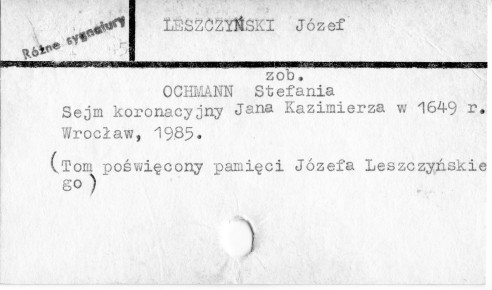 Różne sygnatury
LESZCZYŃSKI Józef
zob.
OCHMANN Stefania
Sejm koronacyjny Jana Kazimierza w 1649 r.
Wrocław, 1985.
(Tom poświęcony pamięci Józefa Leszczyńskie
go)